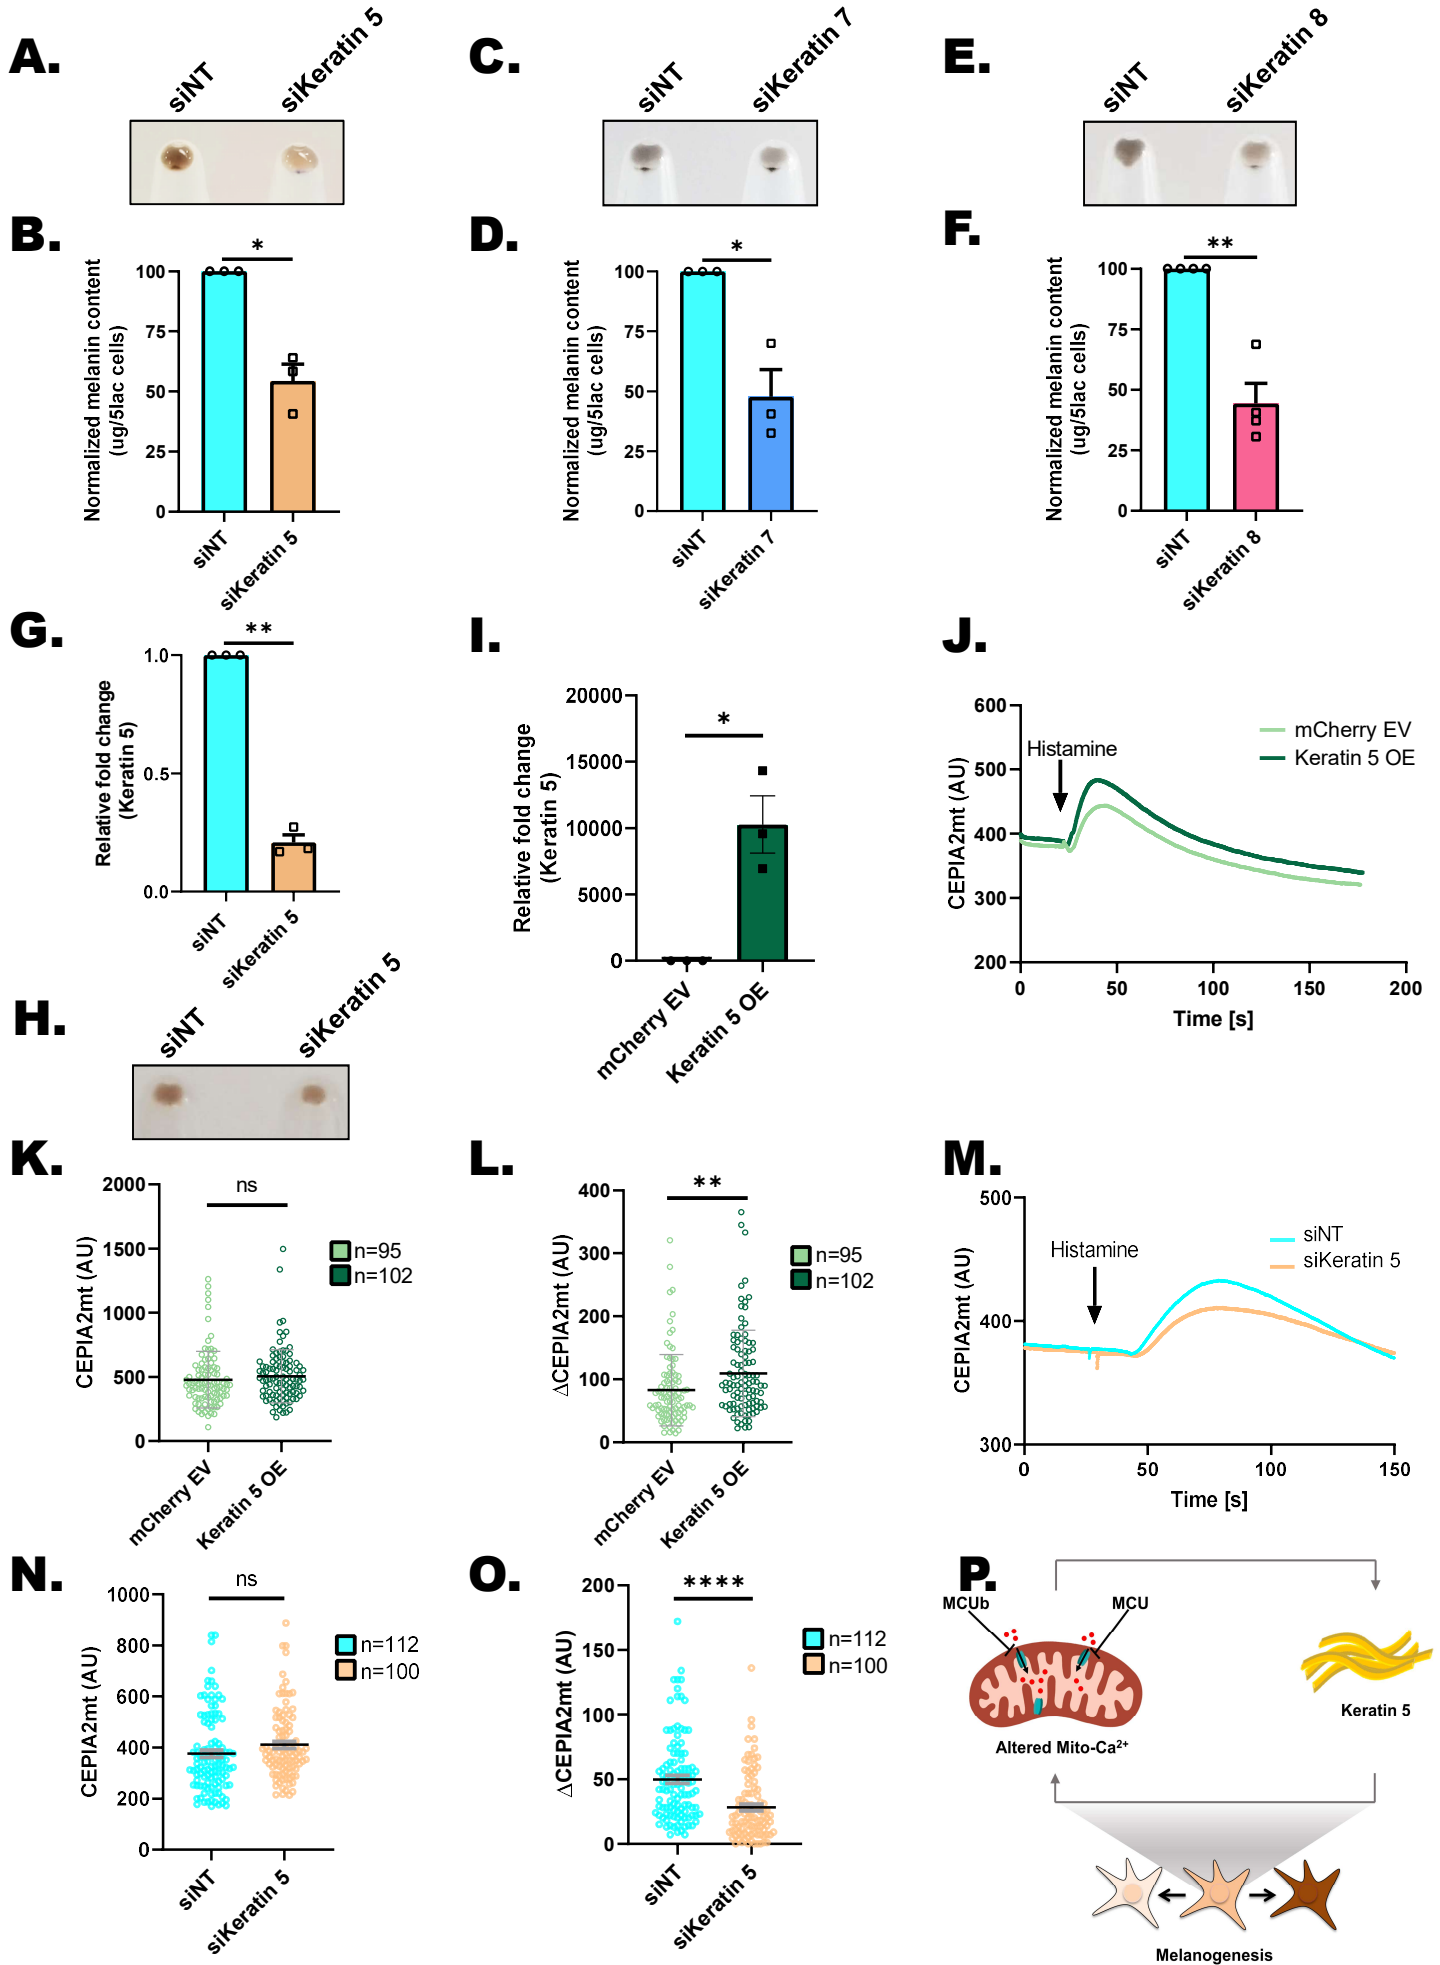 A.
siNT
siKeratin 5
C.
siNT
siKeratin 7
E.
siNT
siKeratin 8
B.
Normalized melanin content
(ug/5lac cells)
100
75
50
25
0
*
siNT
siKeratin 5
D.
Normalized melanin content
(ug/5lac cells)
100
75
50
25
0
*
siNT
siKeratin 7
F.
Normalized melanin content
(ug/5lac cells)
100
75
50
25
0
**
siNT
siKeratin 8
G.
Relative fold change
(Keratin 5)
1.0
0.5
0.0
**
siNT
siKeratin 5
H.
siNT
siKeratin 5
I.
Relative fold change
(Keratin 5)
20000
15000
10000
5000
0
*
mCherry EV
Keratin 5 OE
J.
CEPIA2mt (AU)
600
500
400
300
200
Histamine
mCherry EV
Keratin 5 OE
0
50
100
150
200
Time [s]
K.
CEPIA2mt (AU)
2000
1500
1000
500
0
ns
n=95
n=102
mCherry EV
Keratin 5 OE
L.
ΔCEPIA2mt (AU)
400
300
200
100
0
**
n=95
n=102
mCherry EV
Keratin 5 OE
M.
CEPIA2mt (AU)
500
400
300
Histamine
siNT
siKeratin 5
0
50
100
150
Time [s]
N.
CEPIA2mt (AU)
1000
800
600
400
200
0
ns
n=112
n=100
siNT
siKeratin 5
O.
ΔCEPIA2mt (AU)
200
150
100
50
0
****
n=112
n=100
siNT
siKeratin 5
P.
MCUb
MCU
Altered Mito-Ca²⁺
Keratin 5
Melanogenesis